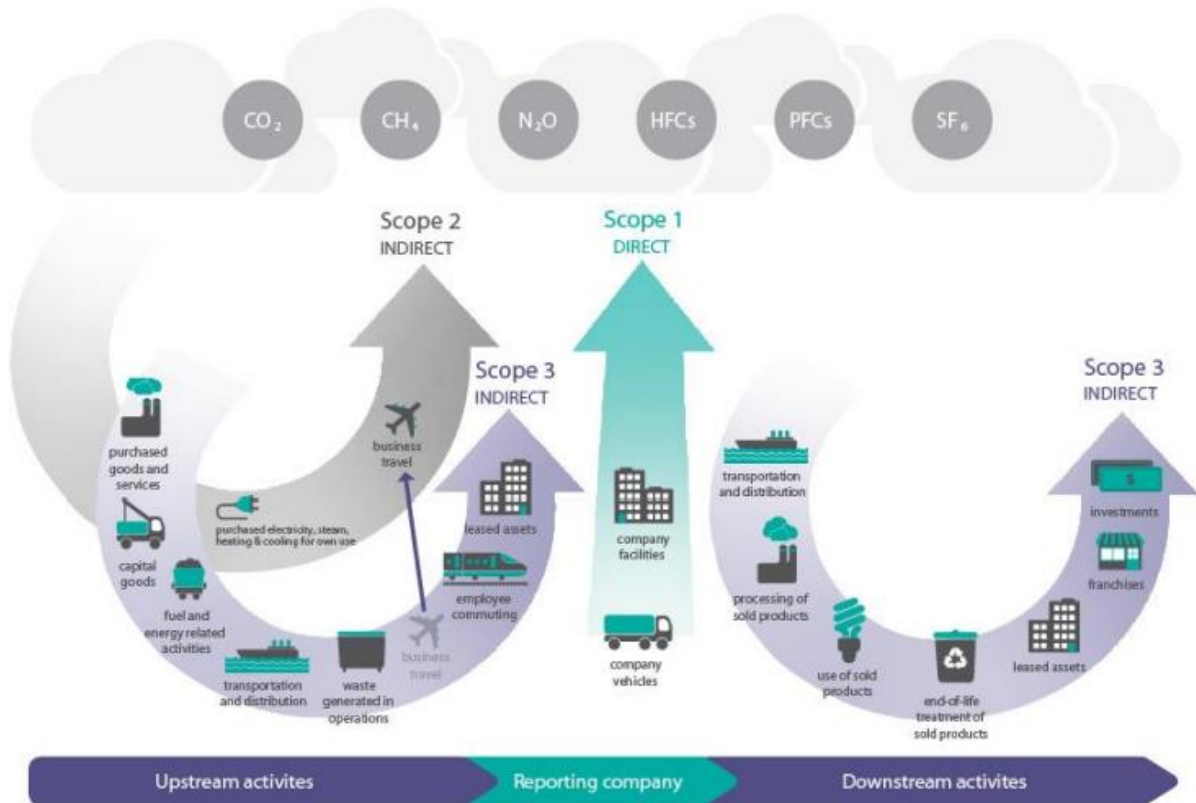 CO₂
CH₄
N₂O
HFCs
PFCs
SF₆
Scope 2
INDIRECT
Scope 1
DIRECT
Scope 3
INDIRECT
Scope 3
INDIRECT
purchased
goods and
services
capital
goods
fuel and
energy related
activities
purchased electricity, steam,
heating & cooling for own use
transportation
and distribution
waste
generated in
operations
business
travel
business
travel
employee
commuting
leased assets
company
facilities
company
vehicles
transportation
and distribution
processing of
sold products
use of sold
products
end-of-life
treatment of
sold products
leased assets
franchises
investments
$
Upstream activites
Reporting company
Downstream activites